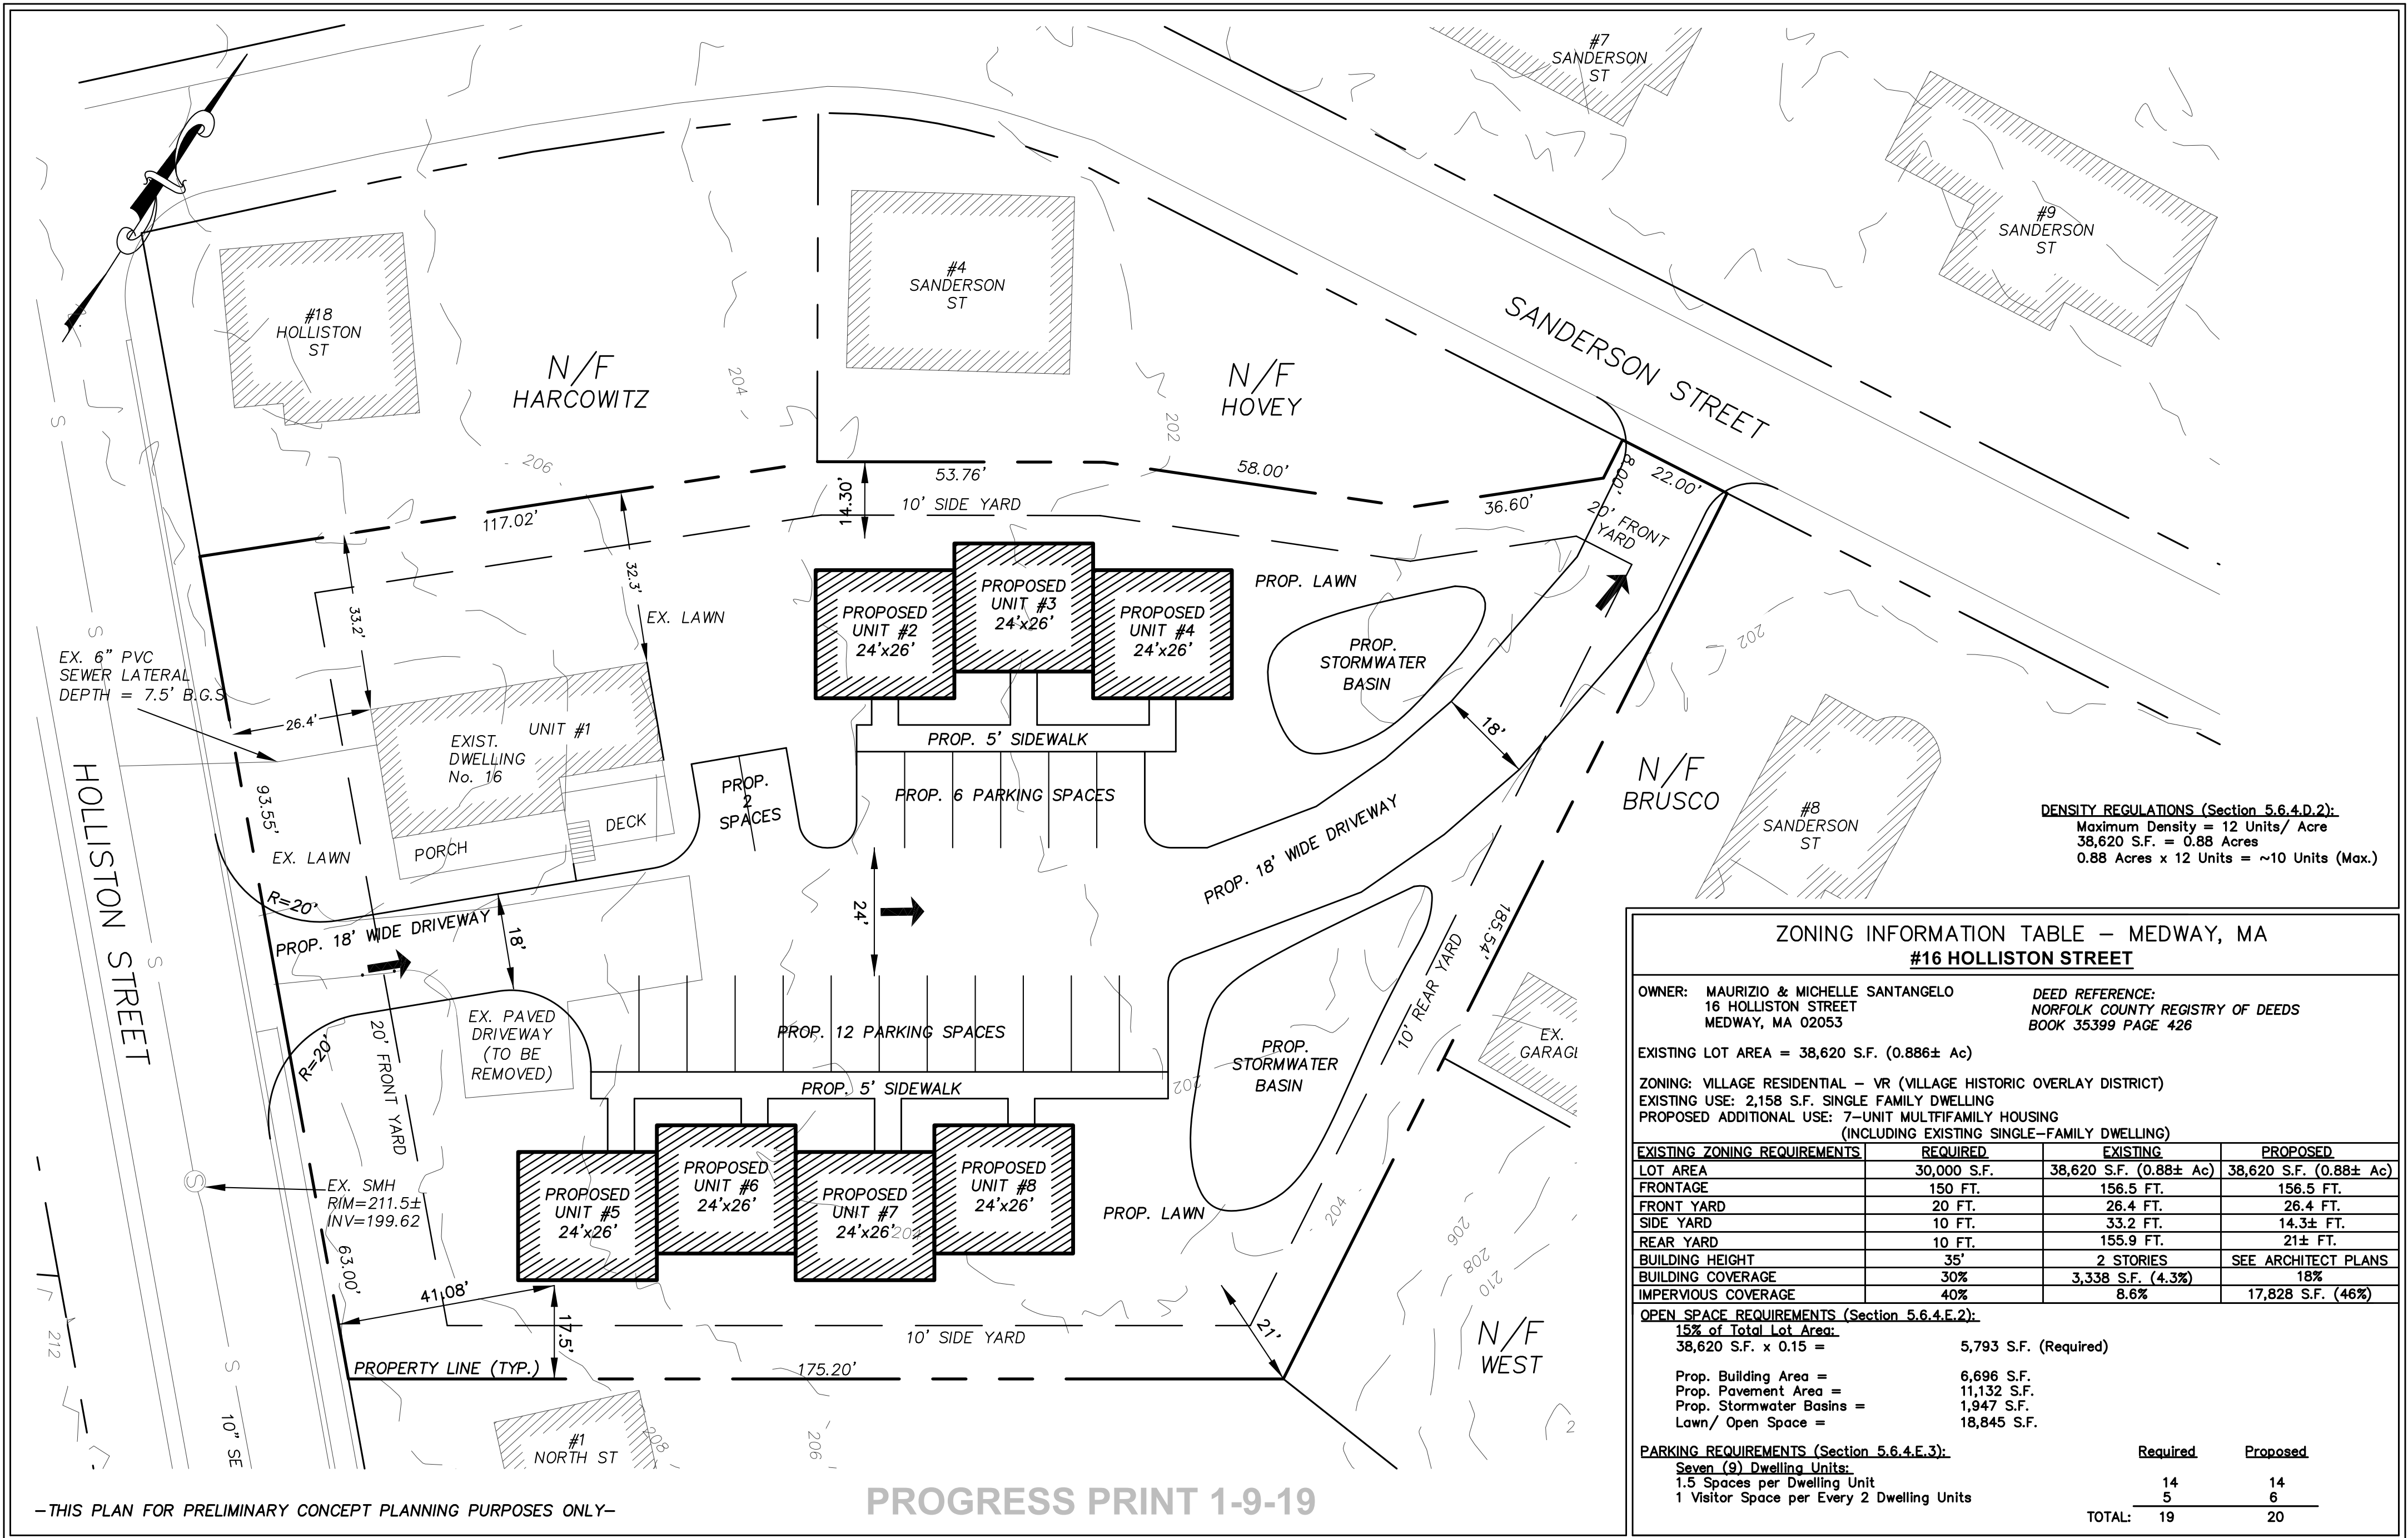 #7
SANDERSON
ST
#9
SANDERSON
ST
#4
SANDERSON
ST
#18
HOLLISTON
ST
N/F
HARCOWITZ
N/F
HOVEY
SANDERSON STREET
204
202
206
53.76'
58.00'
36.60'
8.00'
22.00'
117.02'
14.30'
10' SIDE YARD
20' FRONT
YARD
33.2'
32.3'
EX. LAWN
PROPOSED
UNIT #2
24'x26'
PROPOSED
UNIT #3
24'x26'
PROPOSED
UNIT #4
24'x26'
PROP. LAWN
PROP.
STORMWATER
BASIN
202
EX. 6" PVC
SEWER LATERAL
DEPTH = 7.5' B.G.S
S
S
S
S
S
S
26.4'
EXIST.
DWELLING
No. 16
UNIT #1
PROP. 5' SIDEWALK
18'
PROP.
2
SPACES
PROP. 6 PARKING SPACES
N/F
BRUSCO
#8
SANDERSON
ST
HOLLISTON STREET
93.55'
DECK
PORCH
EX. LAWN
PROP. 18' WIDE DRIVEWAY
R=20'
PROP. 18' WIDE DRIVEWAY
18'
24'
185.54'
10' REAR YARD
DENSITY REGULATIONS (Section 5.6.4.D.2):
Maximum Density = 12 Units/ Acre
38,620 S.F. = 0.88 Acres
0.88 Acres x 12 Units = ~10 Units (Max.)
EX. PAVED
DRIVEWAY
(TO BE
REMOVED)
R=20'
20' FRONT YARD
PROP. 12 PARKING SPACES
PROP. 5' SIDEWALK
202
PROP.
STORMWATER
BASIN
EX.
GARAGE
EX. SMH
RIM=211.5±
INV=199.62
PROPOSED
UNIT #5
24'x26'
PROPOSED
UNIT #6
24'x26'
PROPOSED
UNIT #7
24'x26'
204
PROPOSED
UNIT #8
24'x26'
PROP. LAWN
204
206
208
210
63.00'
41.08'
17.5'
10' SIDE YARD
21'
N/F
WEST
PROPERTY LINE (TYP.)
175.20'
212
10" SE
#1
NORTH ST
208
206
2
-THIS PLAN FOR PRELIMINARY CONCEPT PLANNING PURPOSES ONLY-
PROGRESS PRINT 1-9-19
ZONING INFORMATION TABLE – MEDWAY, MA
#16 HOLLISTON STREET
OWNER: MAURIZIO & MICHELLE SANTANGELO
16 HOLLISTON STREET
MEDWAY, MA 02053
DEED REFERENCE:
NORFOLK COUNTY REGISTRY OF DEEDS
BOOK 35399 PAGE 426
EXISTING LOT AREA = 38,620 S.F. (0.886± Ac)
ZONING: VILLAGE RESIDENTIAL – VR (VILLAGE HISTORIC OVERLAY DISTRICT)
EXISTING USE: 2,158 S.F. SINGLE FAMILY DWELLING
PROPOSED ADDITIONAL USE: 7-UNIT MULTFIFAMILY HOUSING
(INCLUDING EXISTING SINGLE-FAMILY DWELLING)
EXISTING ZONING REQUIREMENTS REQUIRED EXISTING PROPOSED
LOT AREA 30,000 S.F. 38,620 S.F. (0.88± Ac) 38,620 S.F. (0.88± Ac)
FRONTAGE 150 FT. 156.5 FT. 156.5 FT.
FRONT YARD 20 FT. 26.4 FT. 26.4 FT.
SIDE YARD 10 FT. 33.2 FT. 14.3± FT.
REAR YARD 10 FT. 155.9 FT. 21± FT.
BUILDING HEIGHT 35' 2 STORIES SEE ARCHITECT PLANS
BUILDING COVERAGE 30% 3,338 S.F. (4.3%) 18%
IMPERVIOUS COVERAGE 40% 8.6% 17,828 S.F. (46%)
OPEN SPACE REQUIREMENTS (Section 5.6.4.E.2):
15% of Total Lot Area:
38,620 S.F. x 0.15 = 5,793 S.F. (Required)
Prop. Building Area = 6,696 S.F.
Prop. Pavement Area = 11,132 S.F.
Prop. Stormwater Basins = 1,947 S.F.
Lawn/ Open Space = 18,845 S.F.
PARKING REQUIREMENTS (Section 5.6.4.E.3): Required Proposed
Seven (9) Dwelling Units:
1.5 Spaces per Dwelling Unit 14 14
1 Visitor Space per Every 2 Dwelling Units 5 6
TOTAL: 19 20